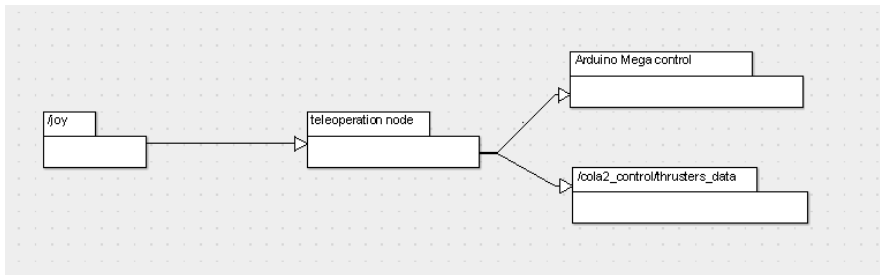 /joy
teleoperation node
Arduino Mega control
/cola2_control/thrusters_data